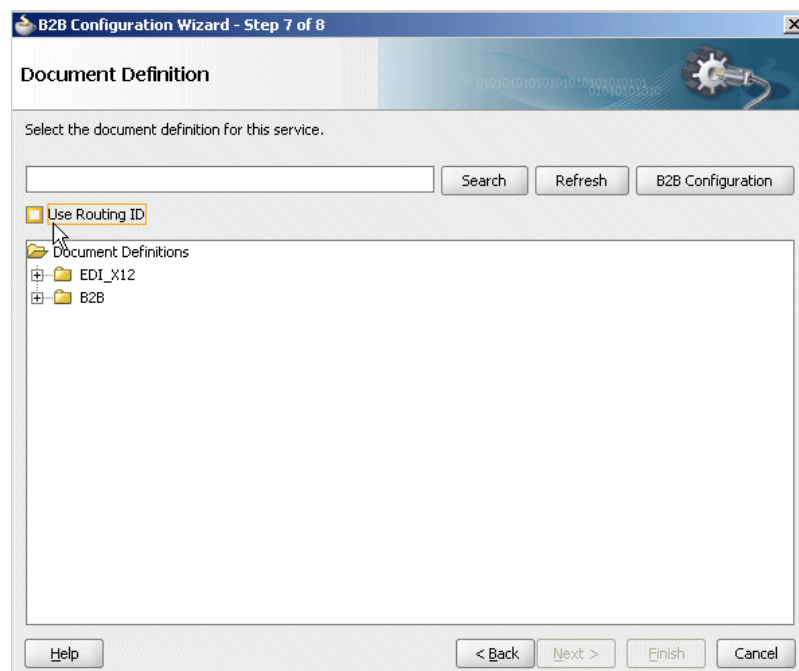 B2B Configuration Wizard - Step 7 of 8
Document Definition
Select the document definition for this service.
Search Refresh B2B Configuration
Use Routing ID
Document Definitions
EDI_X12
B2B
Help < Back Next > Finish Cancel